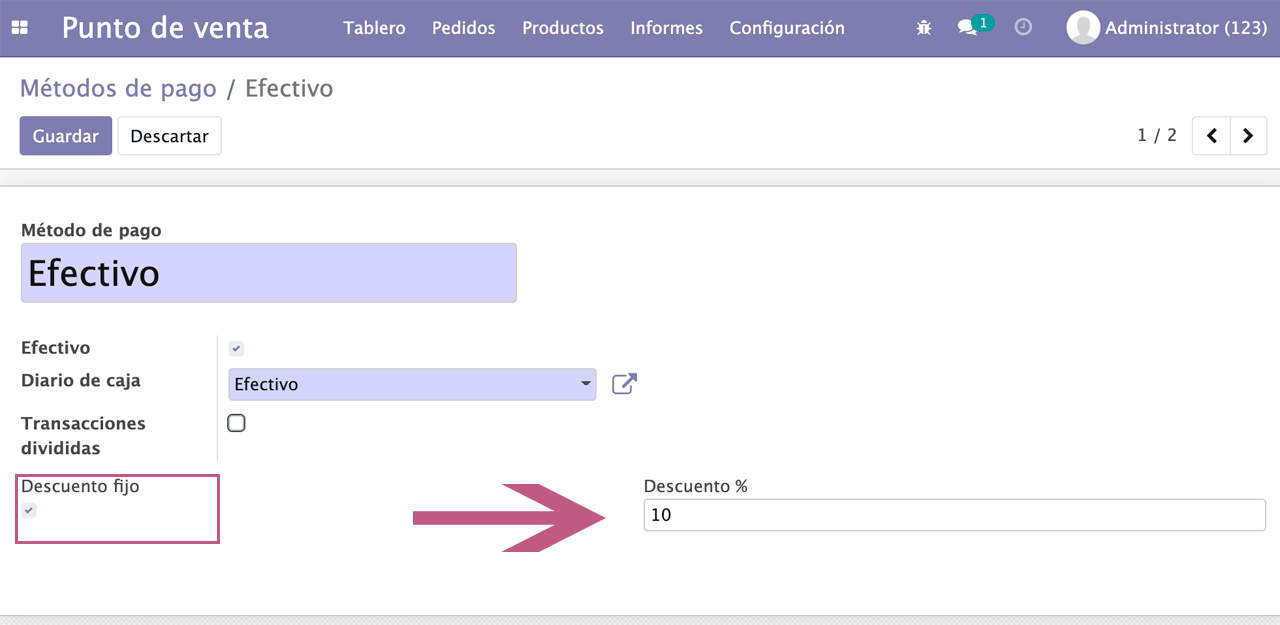 Punto de venta Tablero Pedidos Productos Informes Configuración 1 Administrator (123)
Métodos de pago / Efectivo
Guardar Descartar 1 / 2
Método de pago
Efectivo
Efectivo
Diario de caja Efectivo
Transacciones
divididas
Descuento fijo Descuento %
10